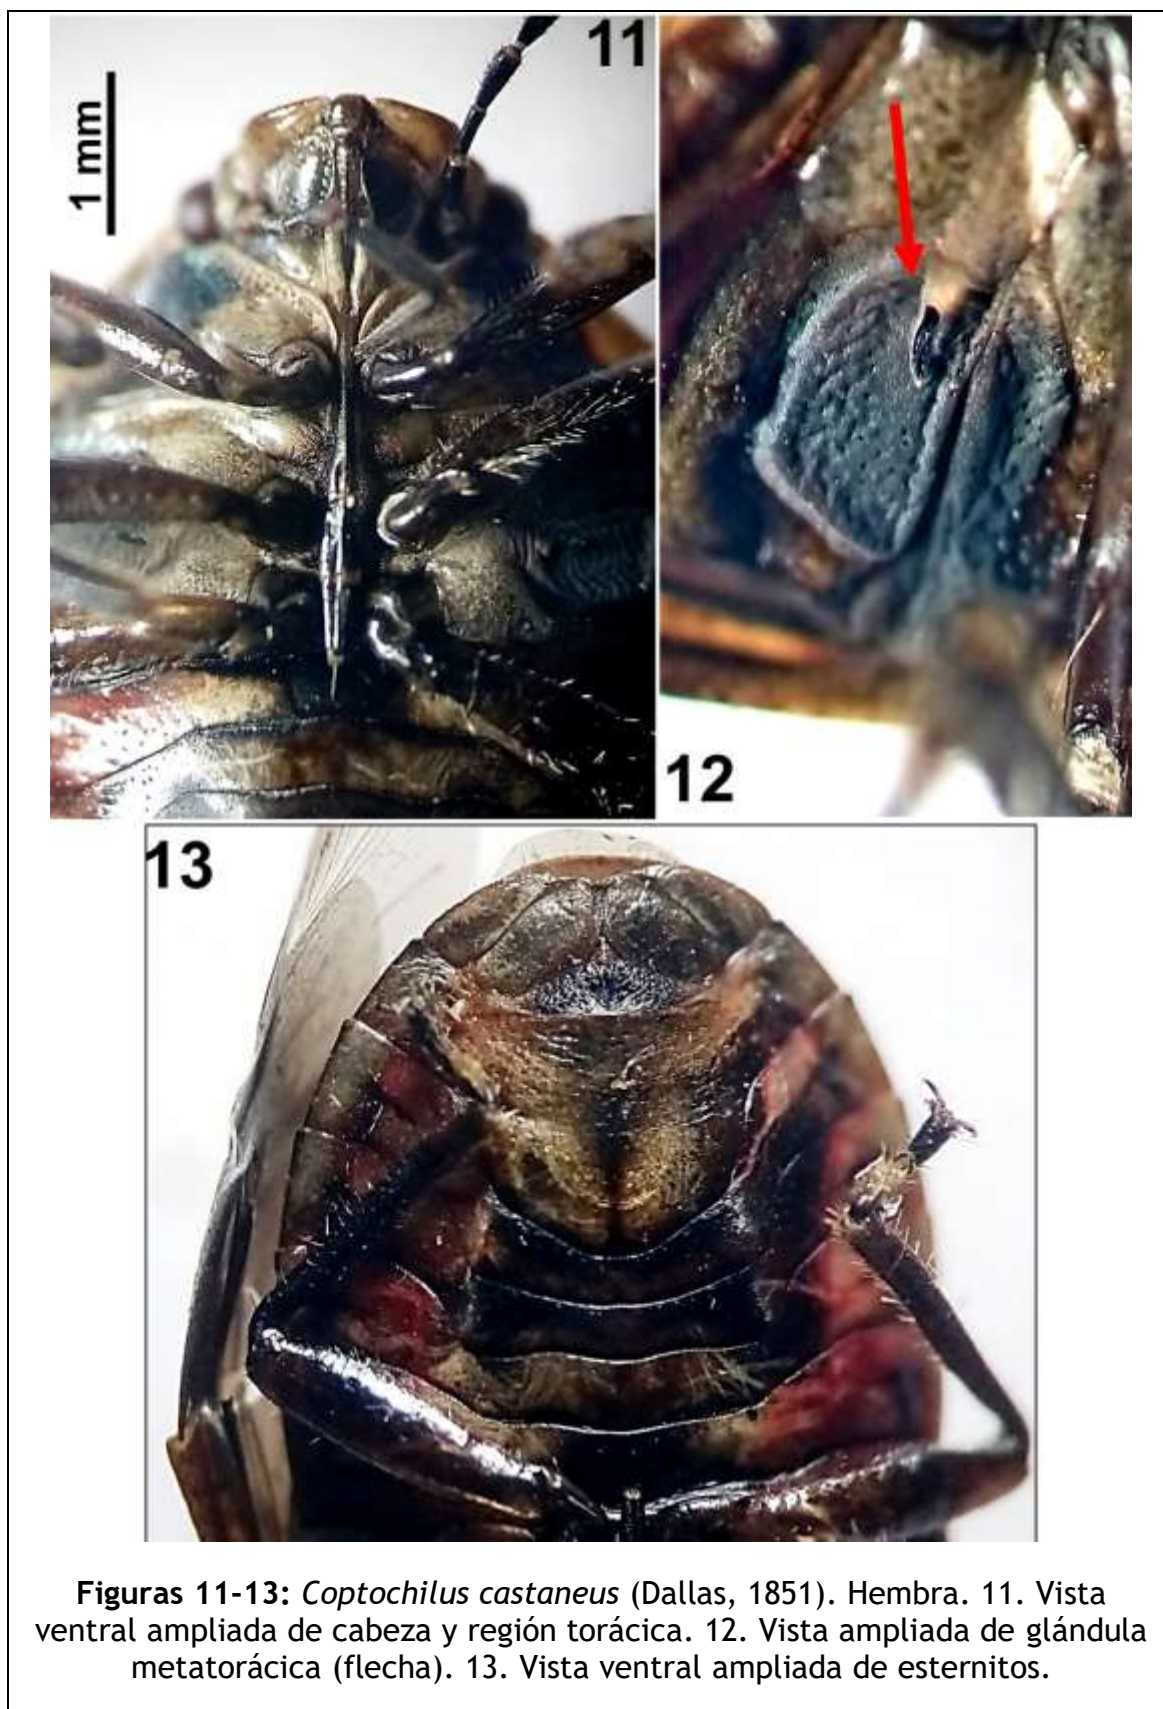 11
1 mm
12
13
Figuras 11-13: Coptochilus castaneus (Dallas, 1851). Hembra. 11. Vista
ventral ampliada de cabeza y región torácica. 12. Vista ampliada de glándula
metatorácica (flecha). 13. Vista ventral ampliada de esternitos.